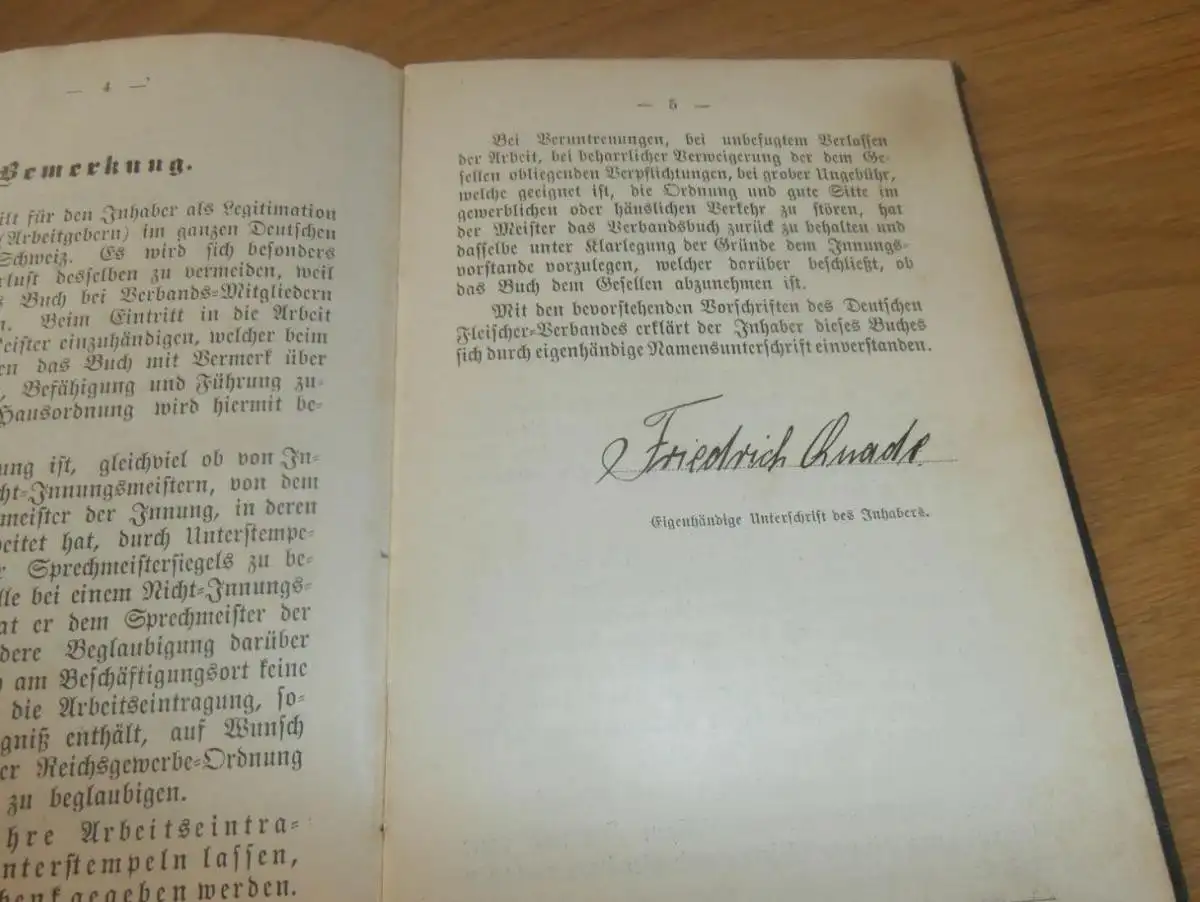 — 4 —
Bemerkung.
ilt für den Inhaber als Legitimation
(Arbeitgebern) im ganzen Deutschen
Schweiz. Es wird sich besonders
rlust desselben zu vermeiden, weil
s Buch bei Verbands-Mitgliedern
n. Beim Eintritt in die Arbeit
eister einzuhändigen, welcher beim
en das Buch mit Vermerk über
, Befähigung und Führung zu-
Hausordnung wird hiermit be-
ung ist, gleichviel ob von In-
cht-Innungsmeistern, von dem
meister der Innung, in deren
beitet hat, durch Unterstempe-
r Sprechmeistersiegels zu be-
lle bei einem Nicht-Innungs-
at er dem Sprechmeister der
dere Beglaubigung darüber
am Beschäftigungsort keine
die Arbeitseintragung, so-
gniß enthält, auf Wunsch
er Reichsgewerbe-Ordnung
zu beglaubigen.
hre Arbeitseintra-
nterstempeln lassen,
henk gegeben werden.
— 5 —
Bei Veruntreuungen, bei unbefugtem Verlassen
der Arbeit, bei beharrlicher Verweigerung der dem Ge-
sellen obliegenden Verpflichtungen, bei grober Ungebühr,
welche geeignet ist, die Ordnung und gute Sitte im
gewerblichen oder häuslichen Verkehr zu stören, hat
der Meister das Verbandsbuch zurück zu behalten und
dasselbe unter Klarlegung der Gründe dem Innungs-
vorstande vorzulegen, welcher darüber beschließt, ob
das Buch dem Gesellen abzunehmen ist.
Mit den bevorstehenden Vorschriften des Deutschen
Fleischer-Verbandes erklärt der Inhaber dieses Buches
sich durch eigenhändige Namensunterschrift einverstanden.
Friedrich Quade
Eigenhändige Unterschrift des Inhabers.